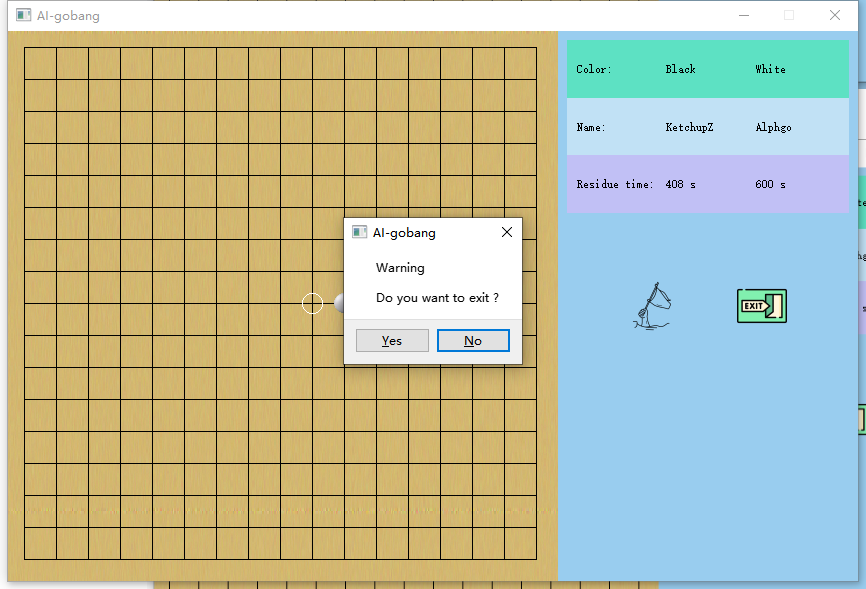 AI-gobang
Color: Black White
Name: KetchupZ Alphgo
Residue time: 408 s 600 s
AI-gobang
Warning
Do you want to exit ?
Yes No
EXIT